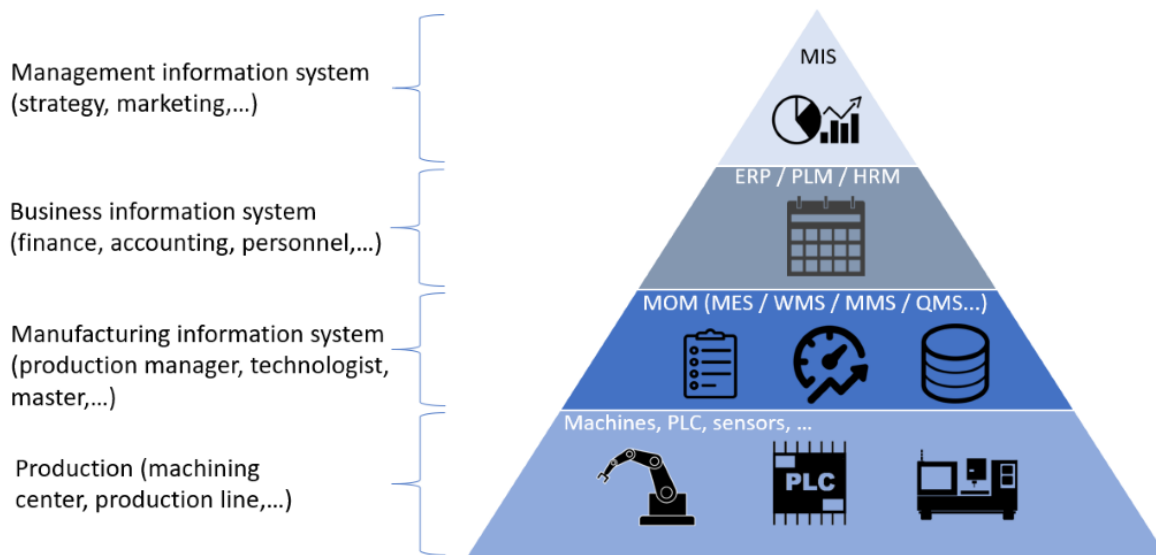 MIS
Management information system
(strategy, marketing,...)
ERP / PLM / HRM
Business information system
(finance, accounting, personnel,...)
MOM (MES / WMS / MMS / QMS...)
Manufacturing information system
(production manager, technologist,
master,...)
Machines, PLC, sensors, ...
Production (machining
center, production line,...)
PLC